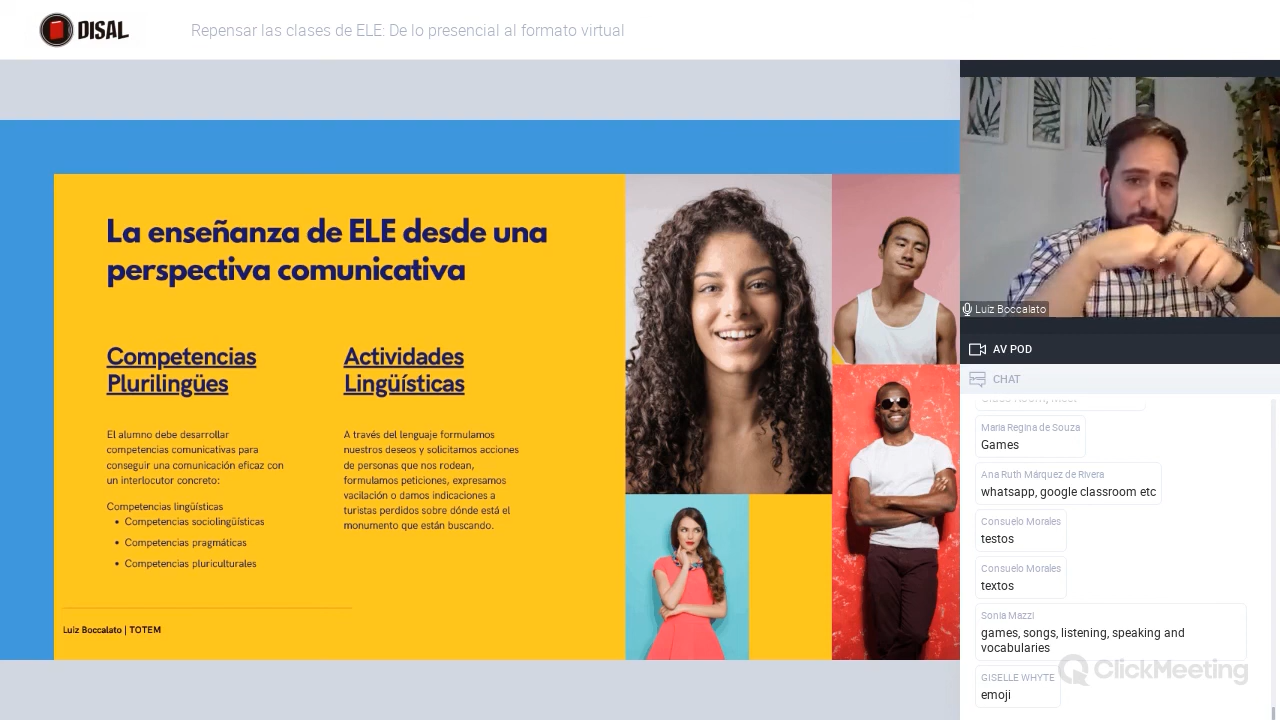 DISAL
Repensar las clases de ELE: De lo presencial al formato virtual
La enseñanza de ELE desde una
perspectiva comunicativa
Competencias
Plurilingües
El alumno debe desarrollar
competencias comunicativas para
conseguir una comunicación eficaz con
un interlocutor concreto:
Competencias lingüísticas
• Competencias sociolingüísticas
• Competencias pragmáticas
• Competencias pluriculturales
Actividades
Lingüísticas
A través del lenguaje formulamos
nuestros deseos y solicitamos acciones
de personas que nos rodean,
formulamos peticiones, expresamos
vacilación o damos indicaciones a
turistas perdidos sobre dónde está el
monumento que están buscando.
Luiz Boccalato | TOTEM
Luiz Boccalato
AV POD
CHAT
Maria Regina de Souza
Games
Ana Ruth Márquez de Rivera
whatsapp, google classroom etc
Consuelo Morales
testos
Consuelo Morales
textos
Sonia Mazzi
games, songs, listening, speaking and
vocabularies
GISELLE WHYTE
emoji
ClickMeeting